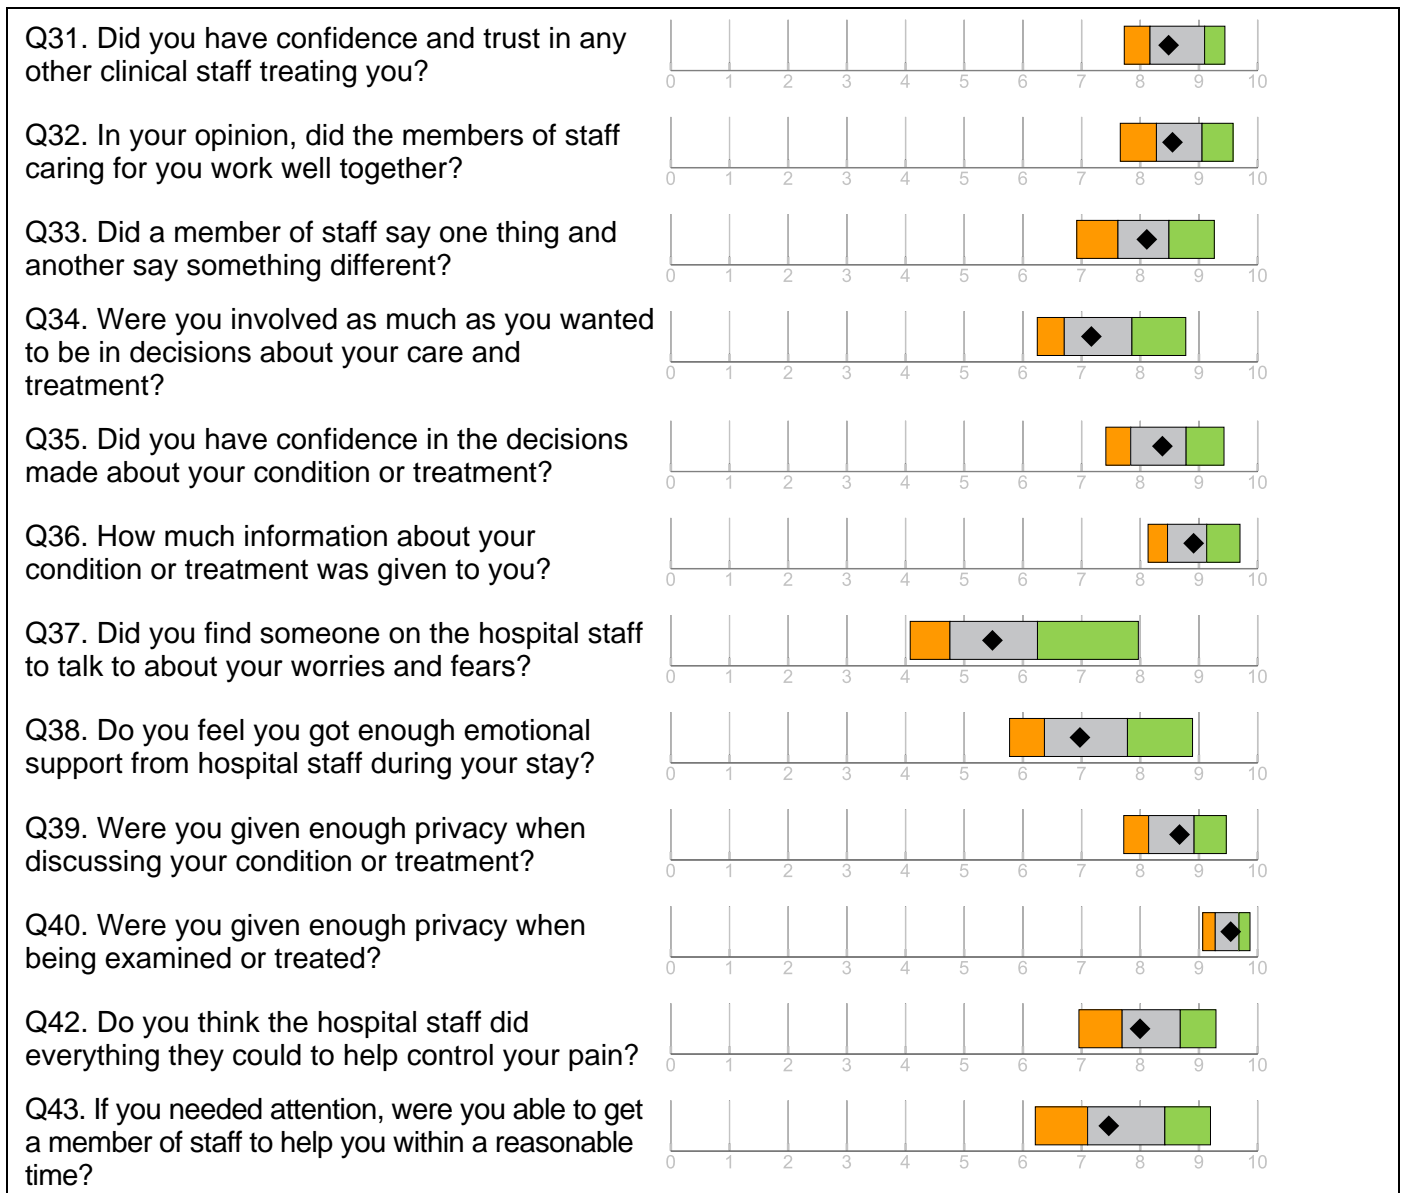 Q31. Did you have confidence and trust in any
other clinical staff treating you?
0 1 2 3 4 5 6 7 8 9 10
Q32. In your opinion, did the members of staff
caring for you work well together?
0 1 2 3 4 5 6 7 8 9 10
Q33. Did a member of staff say one thing and
another say something different?
0 1 2 3 4 5 6 7 8 9 10
Q34. Were you involved as much as you wanted
to be in decisions about your care and
treatment?
0 1 2 3 4 5 6 7 8 9 10
Q35. Did you have confidence in the decisions
made about your condition or treatment?
0 1 2 3 4 5 6 7 8 9 10
Q36. How much information about your
condition or treatment was given to you?
0 1 2 3 4 5 6 7 8 9 10
Q37. Did you find someone on the hospital staff
to talk to about your worries and fears?
0 1 2 3 4 5 6 7 8 9 10
Q38. Do you feel you got enough emotional
support from hospital staff during your stay?
0 1 2 3 4 5 6 7 8 9 10
Q39. Were you given enough privacy when
discussing your condition or treatment?
0 1 2 3 4 5 6 7 8 9 10
Q40. Were you given enough privacy when
being examined or treated?
0 1 2 3 4 5 6 7 8 9 10
Q42. Do you think the hospital staff did
everything they could to help control your pain?
0 1 2 3 4 5 6 7 8 9 10
Q43. If you needed attention, were you able to get
a member of staff to help you within a reasonable
time?
0 1 2 3 4 5 6 7 8 9 10